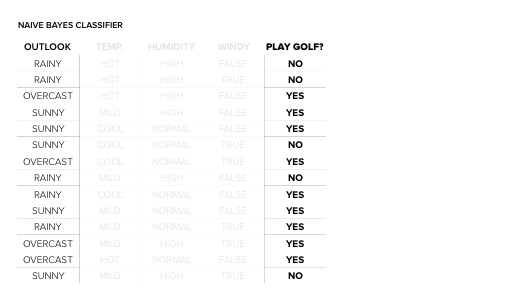 NAIVE BAYES CLASSIFIER
OUTLOOK TEMP. HUMIDITY WINDY PLAY GOLF?
RAINY HOT HIGH FALSE NO
RAINY HOT HIGH TRUE NO
OVERCAST HOT HIGH FALSE YES
SUNNY MILD HIGH FALSE YES
SUNNY COOL NORMAL FALSE YES
SUNNY COOL NORMAL TRUE NO
OVERCAST COOL NORMAL TRUE YES
RAINY MILD HIGH FALSE NO
RAINY COOL NORMAL FALSE YES
SUNNY MILD NORMAL FALSE YES
RAINY MILD NORMAL TRUE YES
OVERCAST MILD HIGH TRUE YES
OVERCAST HOT NORMAL FALSE YES
SUNNY MILD HIGH TRUE NO